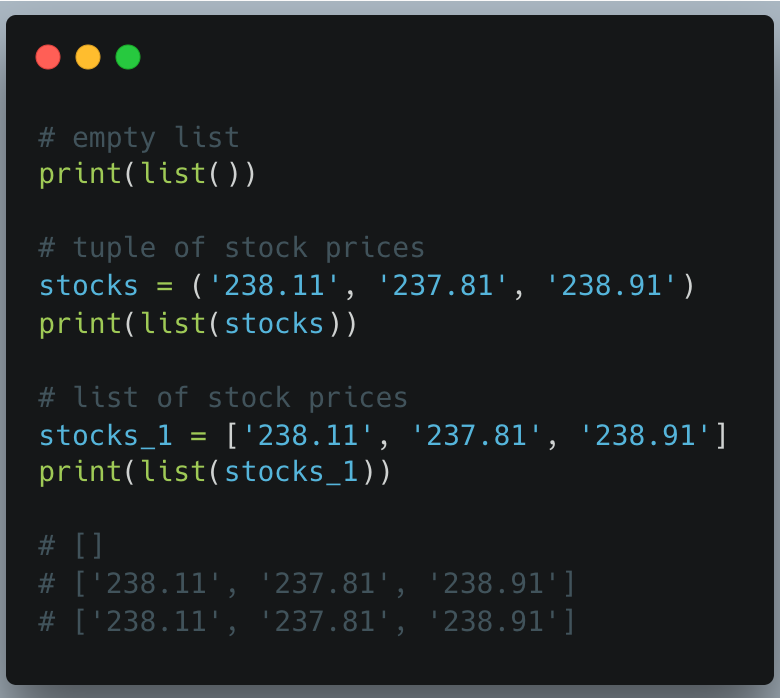 # empty list
print(list())
# tuple of stock prices
stocks = ('238.11', '237.81', '238.91')
print(list(stocks))
# list of stock prices
stocks_1 = ['238.11', '237.81', '238.91']
print(list(stocks_1))
# []
# ['238.11', '237.81', '238.91']
# ['238.11', '237.81', '238.91']